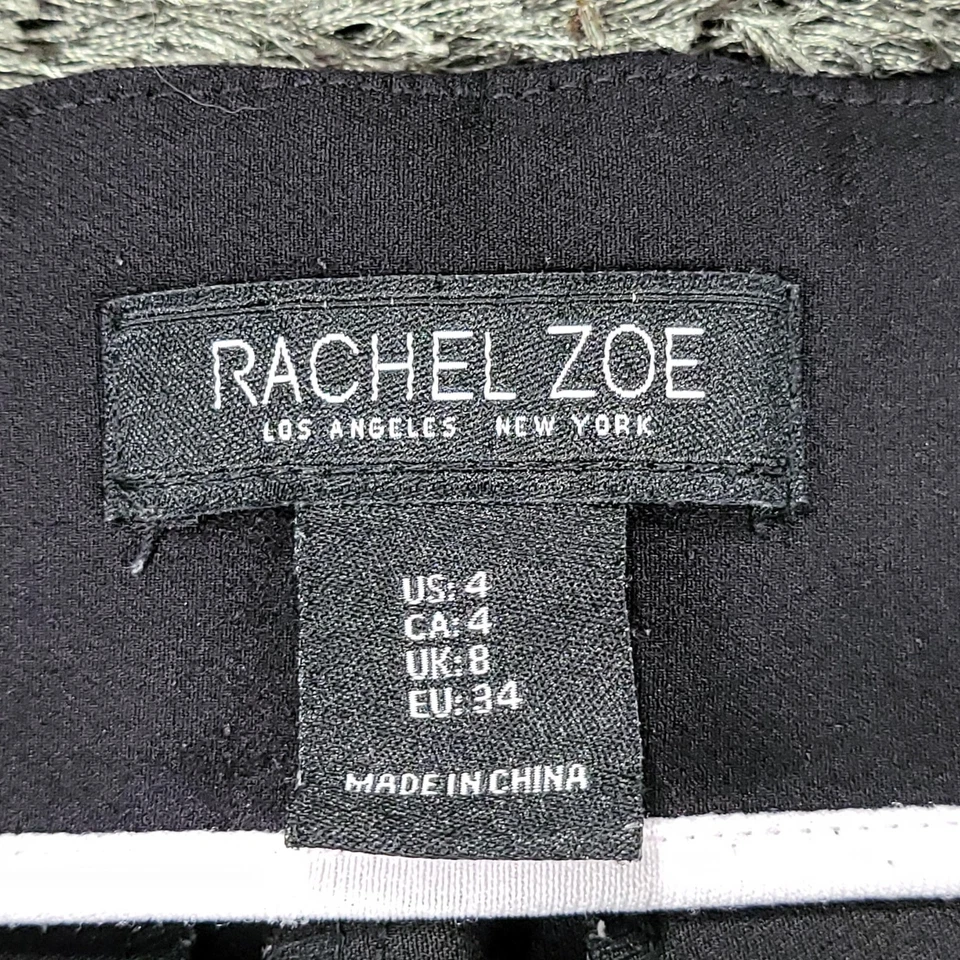 RACHEL ZOE
LOS ANGELES NEW YORK
US: 4
CA: 4
UK: 8
EU: 34
MADE IN CHINA